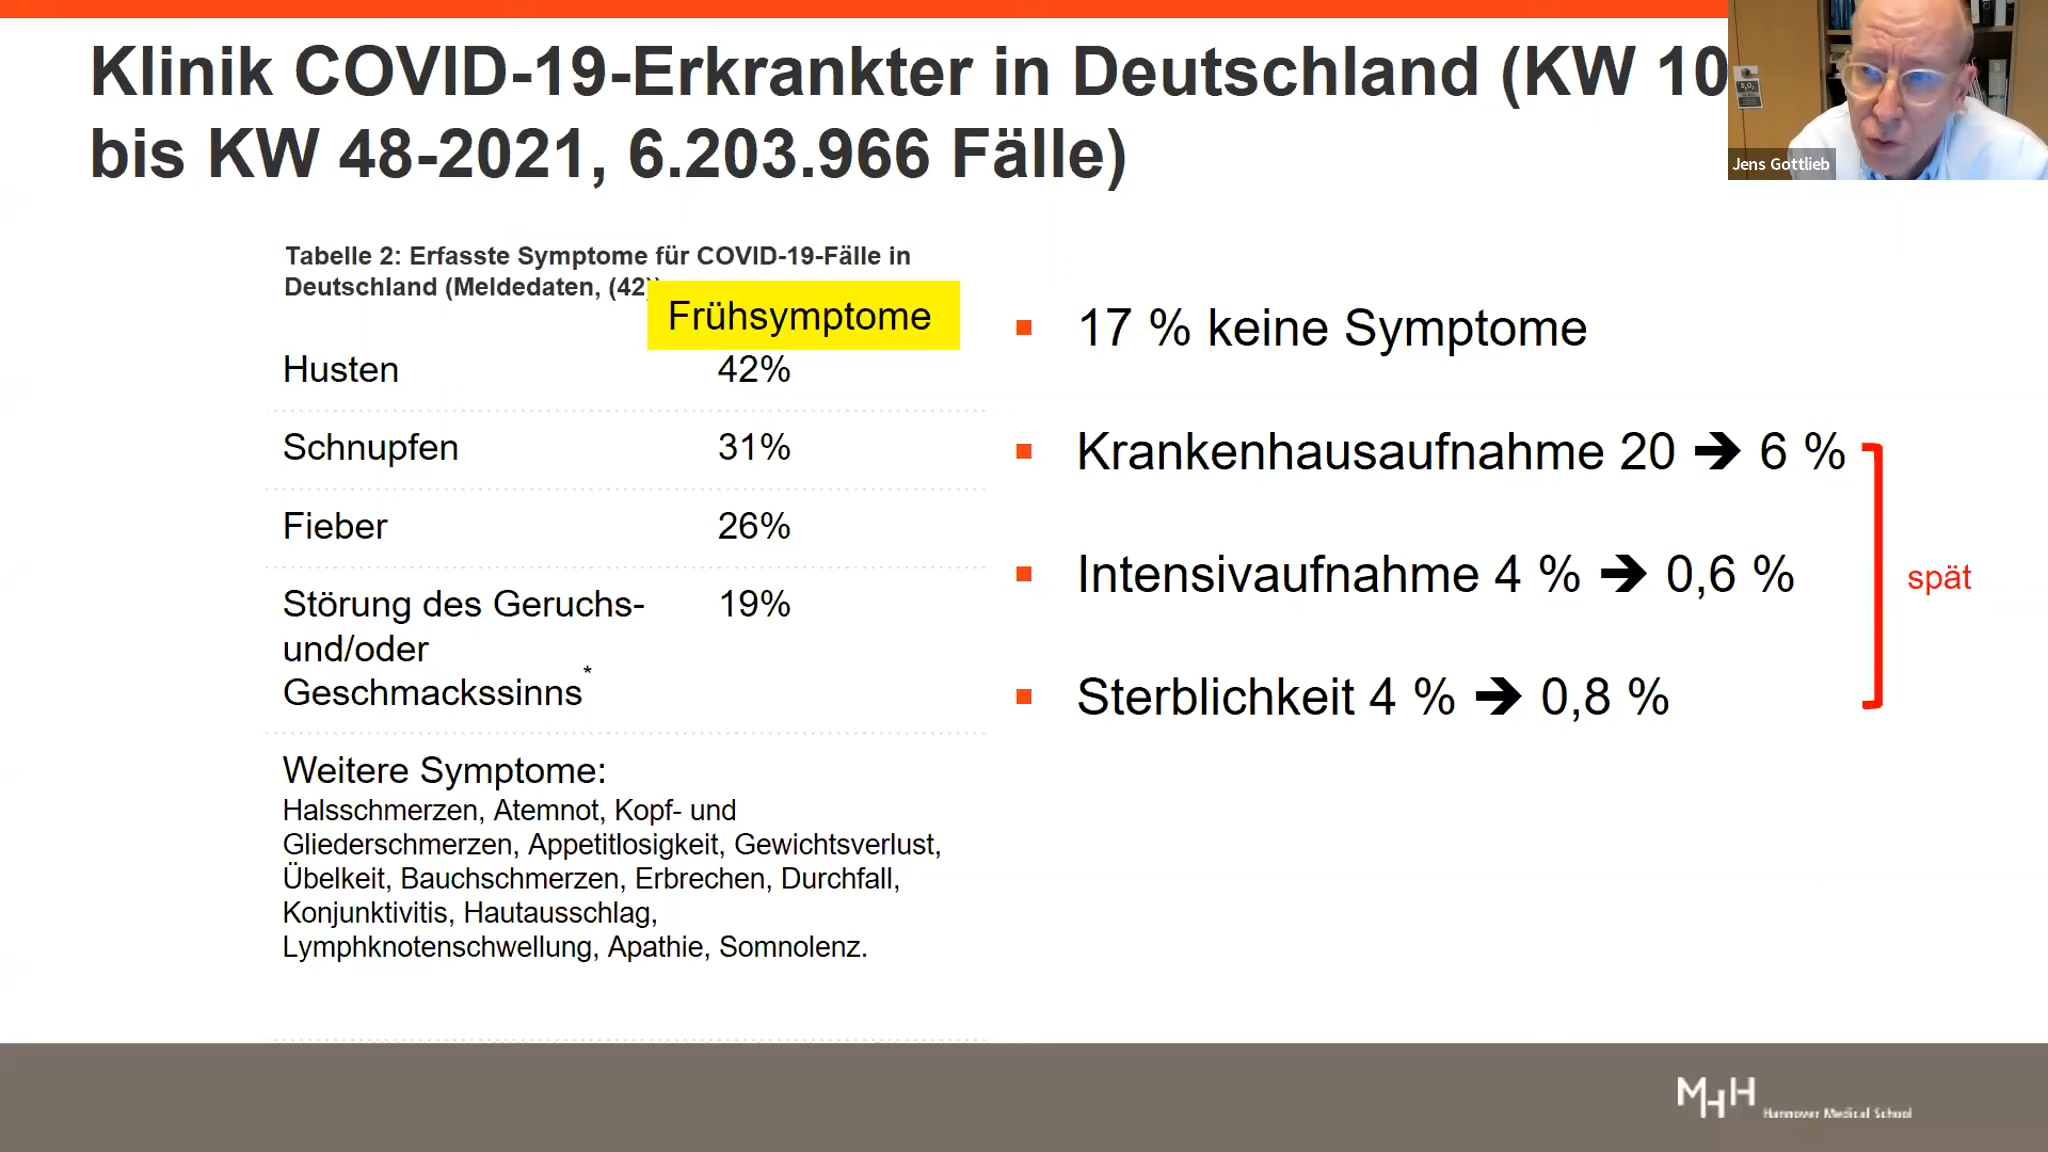 Klinik COVID-19-Erkrankter in Deutschland (KW 10
bis KW 48-2021, 6.203.966 Fälle)
Jens Gottlieb
Tabelle 2: Erfasste Symptome für COVID-19-Fälle in
Deutschland (Meldedaten, (42)
Frühsymptome
Husten 42%
Schnupfen 31%
Fieber 26%
Störung des Geruchs- 19%
und/oder
Geschmackssinns*
Weitere Symptome:
Halsschmerzen, Atemnot, Kopf- und
Gliederschmerzen, Appetitlosigkeit, Gewichtsverlust,
Übelkeit, Bauchschmerzen, Erbrechen, Durchfall,
Konjunktivitis, Hautausschlag,
Lymphknotenschwellung, Apathie, Somnolenz.
▪ 17 % keine Symptome
▪ Krankenhausaufnahme 20 ➔ 6 %
▪ Intensivaufnahme 4 % ➔ 0,6 %
▪ Sterblichkeit 4 % ➔ 0,8 %
spät
MHH
Hannover Medical School